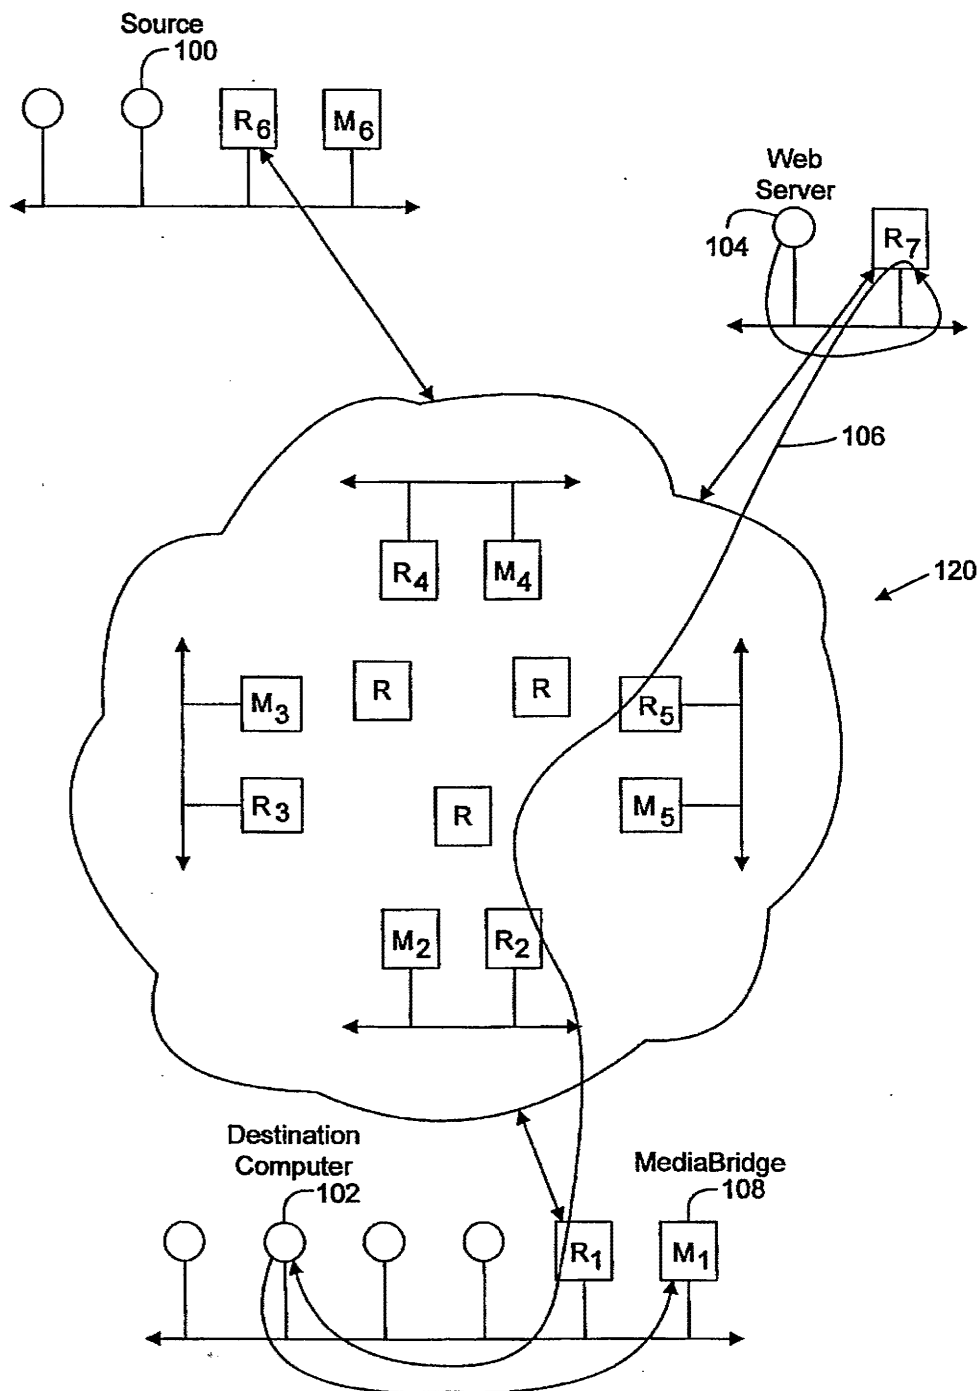 Source
100
R6
M6
Web
Server
104
R7
106
R4
M4
120
M3
R
R
R5
R3
R
M5
M2
R2
Destination
Computer
102
MediaBridge
108
R1
M1